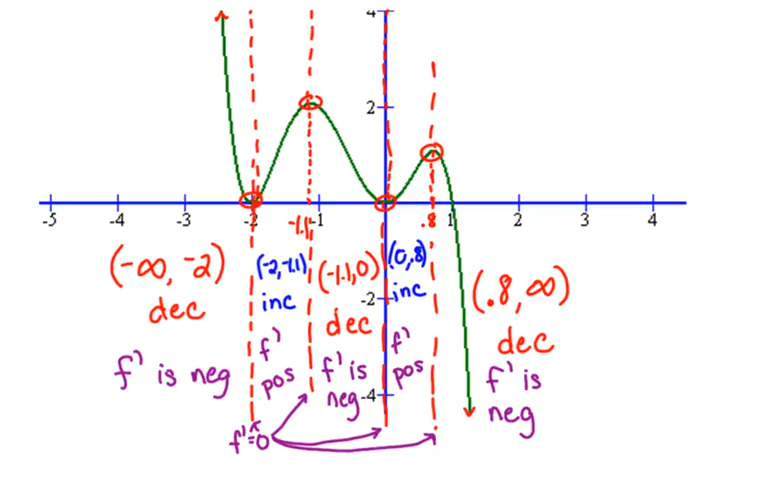 4
2
-5 -4 -3 -2 -1 1 2 3 4
-1.1 .8
(-∞, -2)
dec
f' is neg
(-2,-1.1)
inc
f'
pos
(-1.1,0)
dec
f' is
neg
(0,.8)
inc
f'
pos
-2
-4
(.8, ∞)
dec
f' is
neg
f'=0